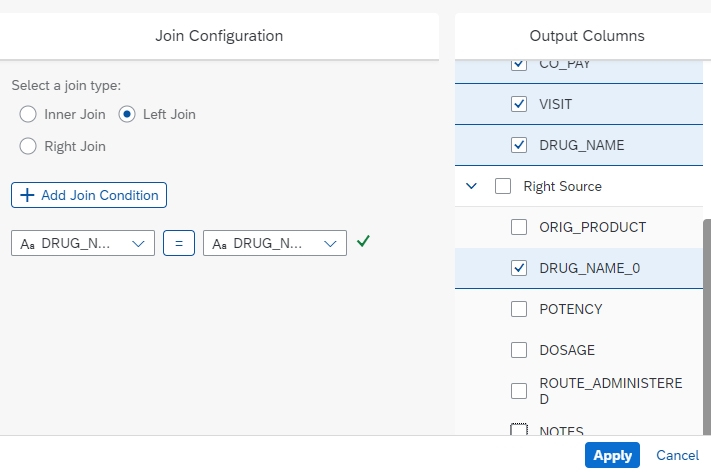 Join Configuration
Select a join type:
Inner Join
Left Join
Right Join
+ Add Join Condition
Aa DRUG_N...
=
Aa DRUG_N...
Output Columns
CO_PAY
VISIT
DRUG_NAME
Right Source
ORIG_PRODUCT
DRUG_NAME_0
POTENCY
DOSAGE
ROUTE_ADMINISTERE
D
NOTES
Apply
Cancel